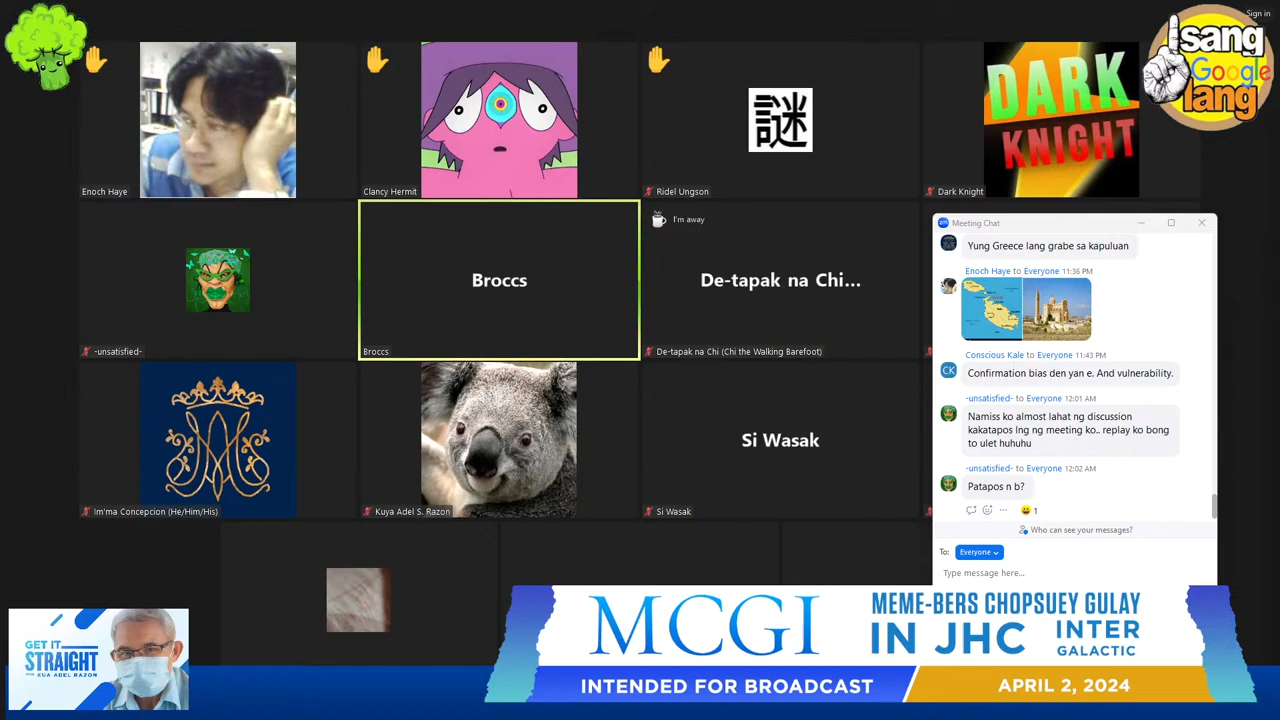 Sign in
Isang
Google
lang
Enoch Haye
Clancy Hermit
謎
Ridel Ungson
DARK
KNIGHT
Dark Knight
-unsatisfied-
Broccs
Broccs
I'm away
De-tapak na Chi...
De-tapak na Chi (Chi the Walking Barefoot)
Im'ma Concepcion (He/Him/His)
Kuya Adel S. Razon
Si Wasak
Si Wasak
Meeting Chat
Yung Greece lang grabe sa kapuluan
Enoch Haye to Everyone 11:36 PM
Conscious Kale to Everyone 11:43 PM
CK
Confirmation bias den yan e. And vulnerability.
-unsatisfied- to Everyone 12:01 AM
Namiss ko almost lahat ng discussion
kakatapos lng ng meeting ko.. replay ko bong
to ulet huhuhu
-unsatisfied- to Everyone 12:02 AM
Patapos n b?
1
Who can see your messages?
To: Everyone
Type message here...
GET IT
STRAIGHT
WITH KUYA ADEL RAZON
MCGI
MEME-BERS CHOPSUEY GULAY
IN JHC
INTER
GALACTIC
INTENDED FOR BROADCAST
APRIL 2, 2024